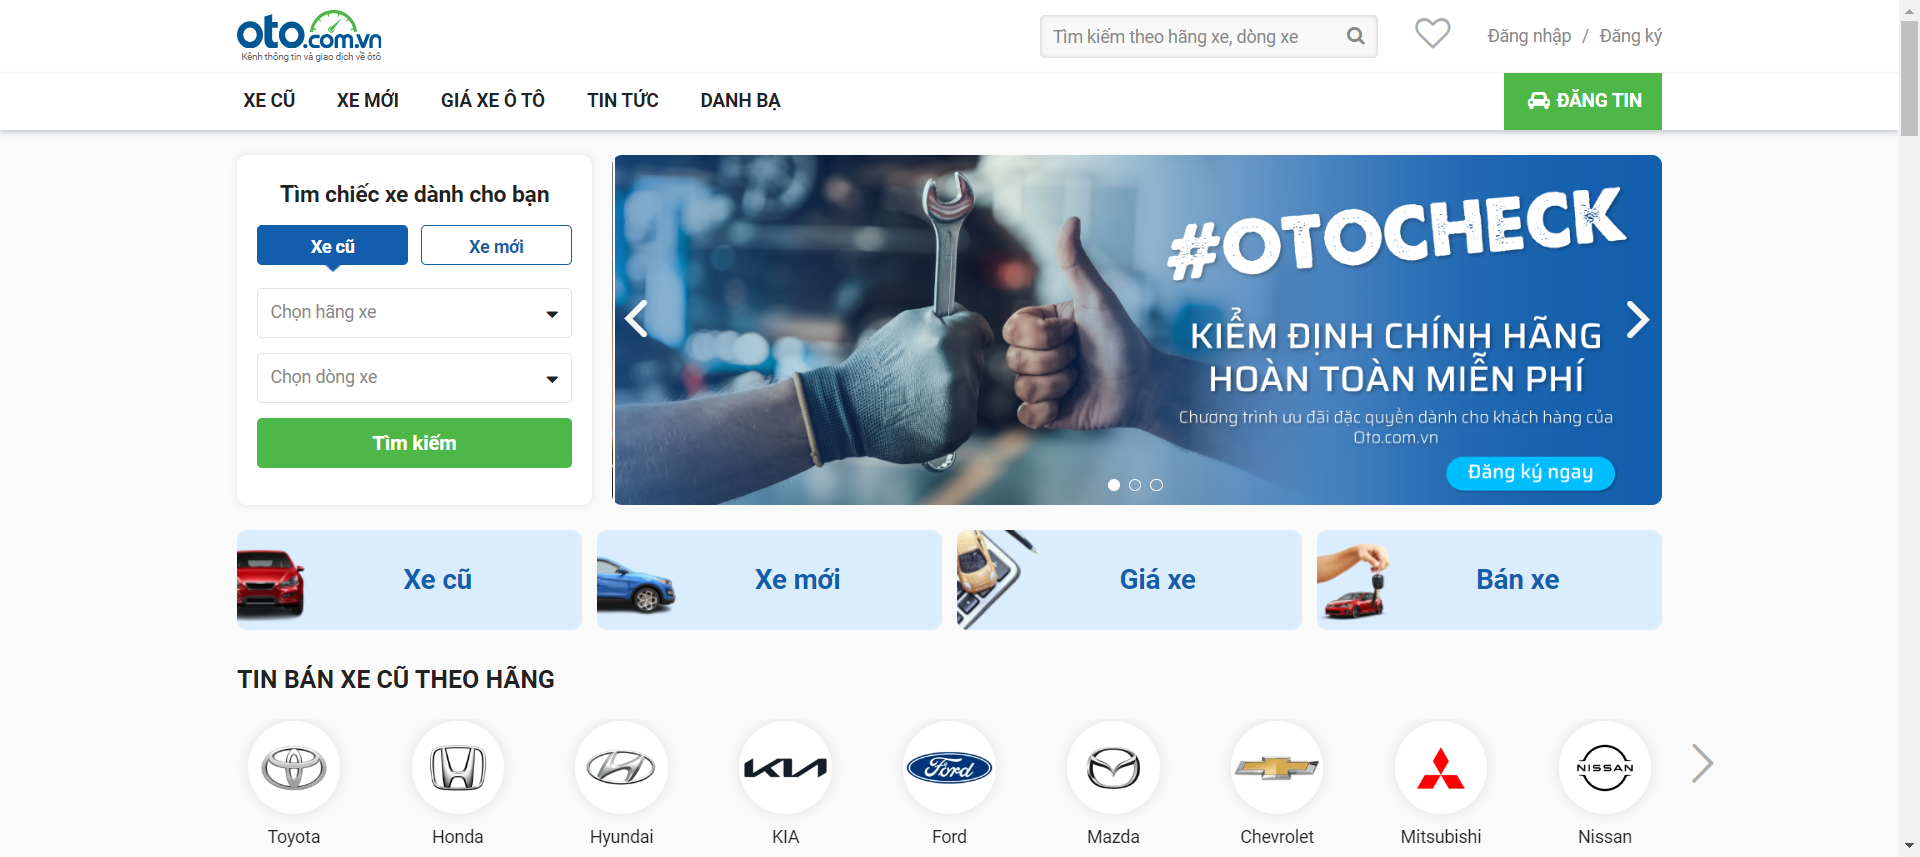 oto.com.vn
Kênh thông tin và giao dịch về ôtô
Tìm kiếm theo hãng xe, dòng xe
Đăng nhập / Đăng ký
XE CŨ XE MỚI GIÁ XE Ô TÔ TIN TỨC DANH BẠ
ĐĂNG TIN
Tìm chiếc xe dành cho bạn
Xe cũ Xe mới
Chọn hãng xe
Chọn dòng xe
Tìm kiếm
#OTOCHECK
KIỂM ĐỊNH CHÍNH HÃNG
HOÀN TOÀN MIỄN PHÍ
Chương trình ưu đãi đặc quyền dành cho khách hàng của
Oto.com.vn
Đăng ký ngay
Xe cũ Xe mới Giá xe Bán xe
TIN BÁN XE CŨ THEO HÃNG
KIA Ford NISSAN
Toyota Honda Hyundai KIA Ford Mazda Chevrolet Mitsubishi Nissan